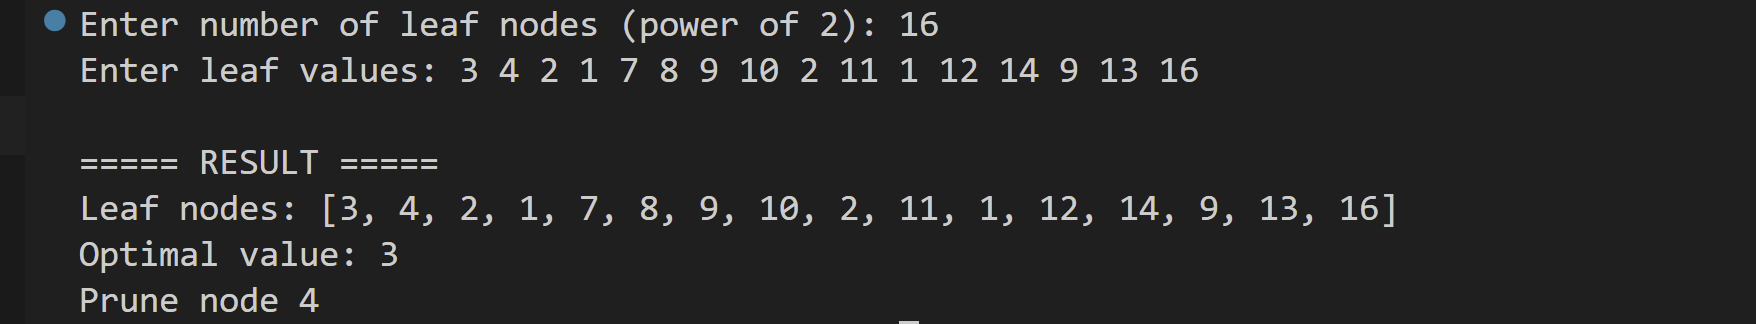 Enter number of leaf nodes (power of 2): 16
Enter leaf values: 3 4 2 1 7 8 9 10 2 11 1 12 14 9 13 16
===== RESULT =====
Leaf nodes: [3, 4, 2, 1, 7, 8, 9, 10, 2, 11, 1, 12, 14, 9, 13, 16]
Optimal value: 3
Prune node 4